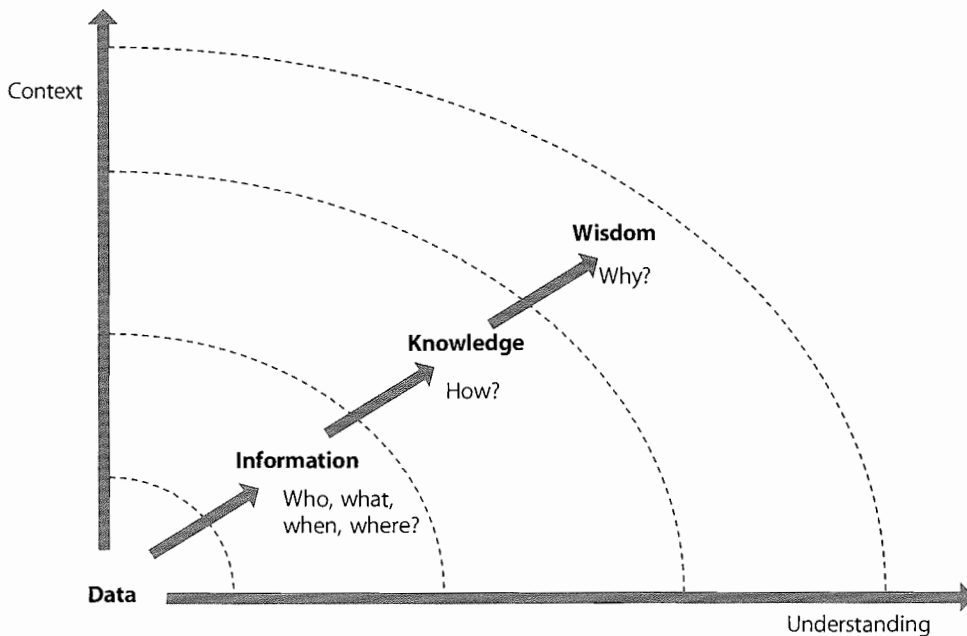 Context
Wisdom
Why?
Knowledge
How?
Information
Who, what,
when, where?
Data
Understanding